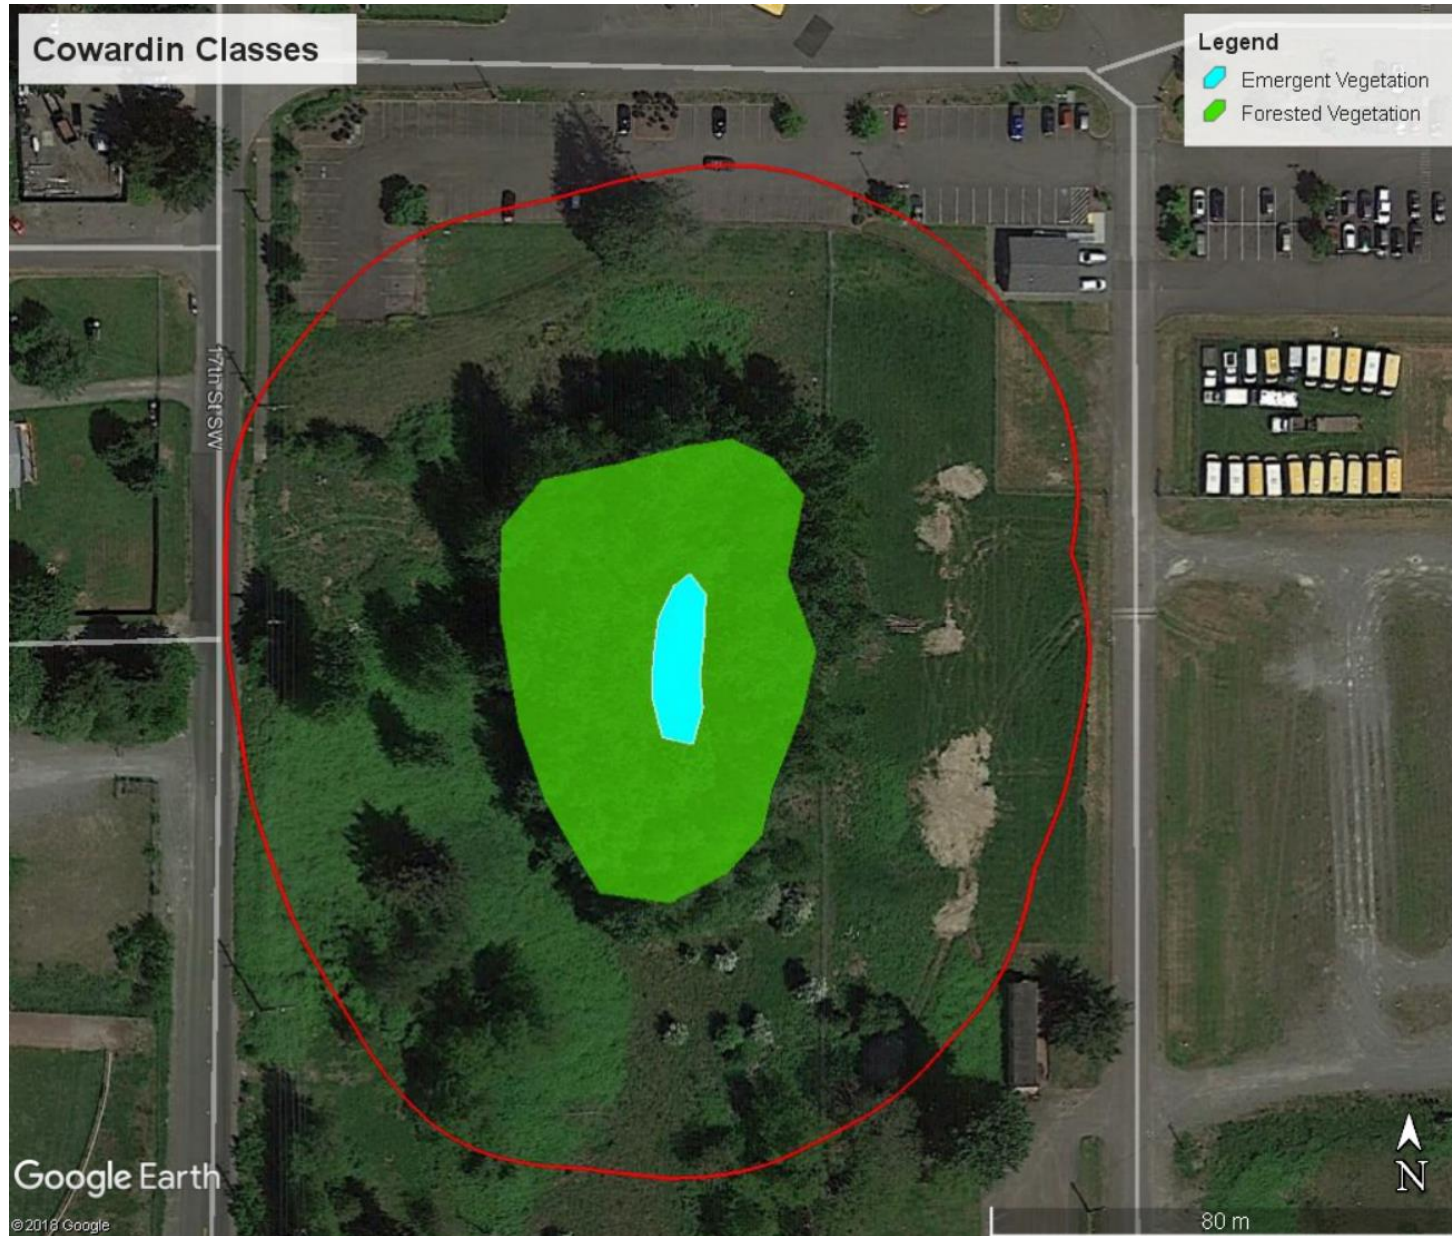 Cowardin Classes
Legend
Emergent Vegetation
Forested Vegetation
17th St SW
Google Earth
©2018 Google
N
80 m